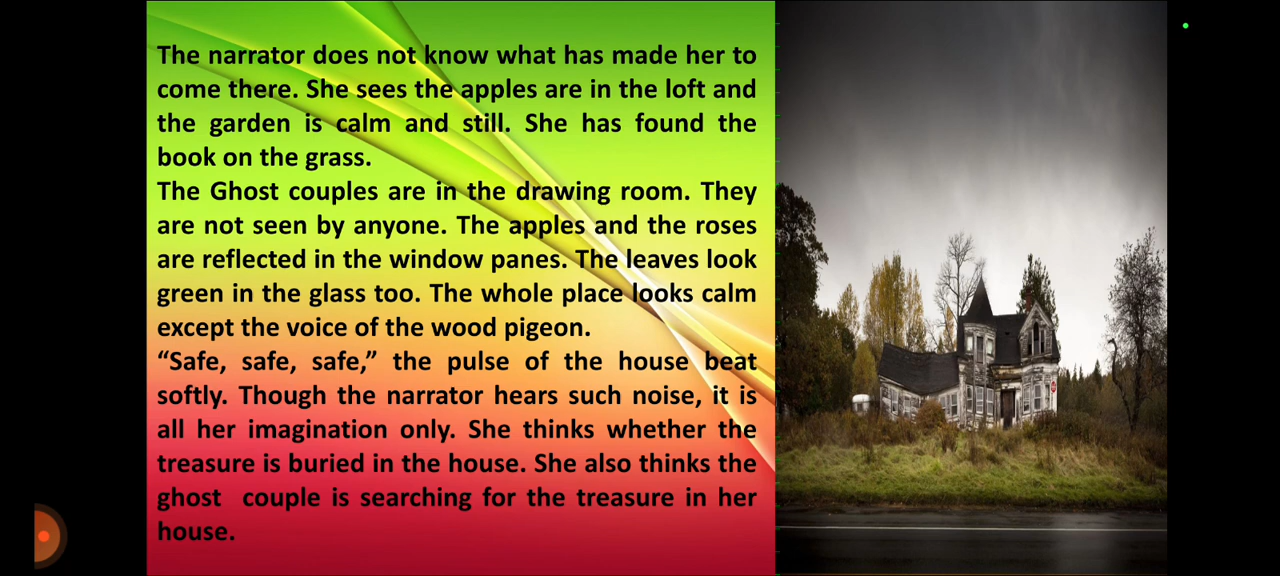 The narrator does not know what has made her to
come there. She sees the apples are in the loft and
the garden is calm and still. She has found the
book on the grass.
The Ghost couples are in the drawing room. They
are not seen by anyone. The apples and the roses
are reflected in the window panes. The leaves look
green in the glass too. The whole place looks calm
except the voice of the wood pigeon.
“Safe, safe, safe,” the pulse of the house beat
softly. Though the narrator hears such noise, it is
all her imagination only. She thinks whether the
treasure is buried in the house. She also thinks the
ghost couple is searching for the treasure in her
house.